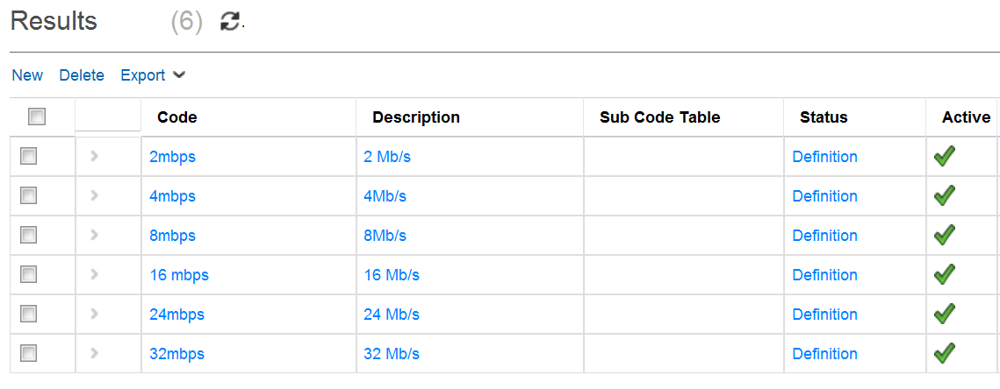 Results (6)
New Delete Export
Code Description Sub Code Table Status Active
2mbps 2 Mb/s Definition
4mbps 4Mb/s Definition
8mbps 8Mb/s Definition
16 mbps 16 Mb/s Definition
24mbps 24 Mb/s Definition
32mbps 32 Mb/s Definition